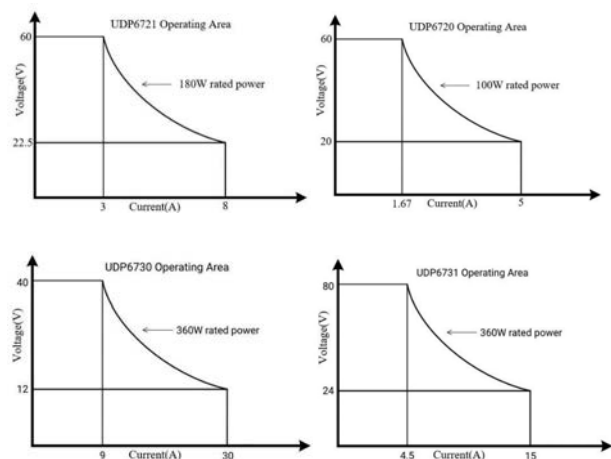 UDP6721 Operating Area
60
180W rated power
Voltage(V)
22.5
3
Current(A)
8
UDP6720 Operating Area
60
100W rated power
Voltage(V)
20
1.67
Current(A)
5
UDP6730 Operating Area
40
360W rated power
Voltage(V)
12
9
Current(A)
30
UDP6731 Operating Area
80
360W rated power
Voltage(V)
24
4.5
Current(A)
15